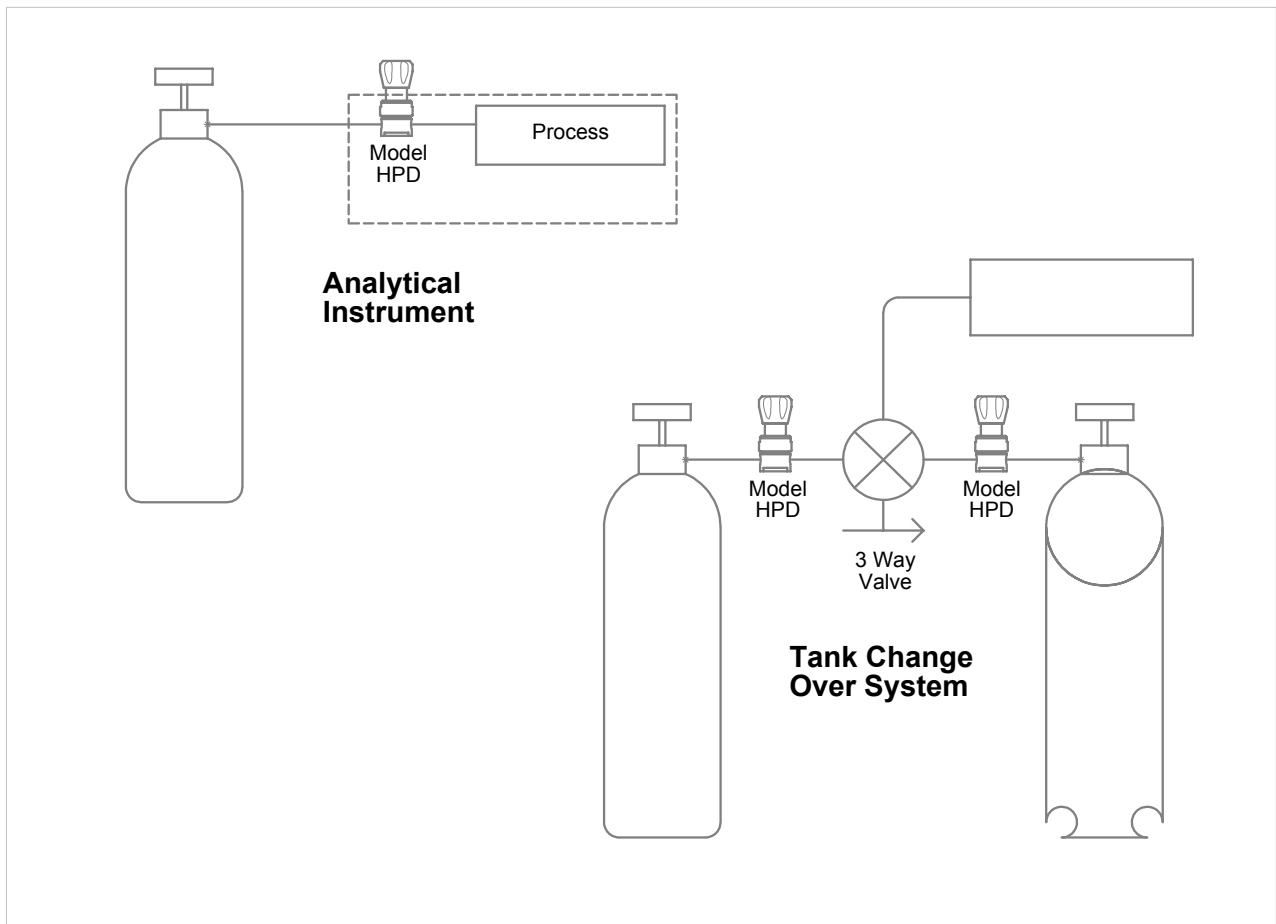 Process
Model
HPD
Analytical
Instrument
Model
HPD
Model
HPD
3 Way
Valve
Tank Change
Over System